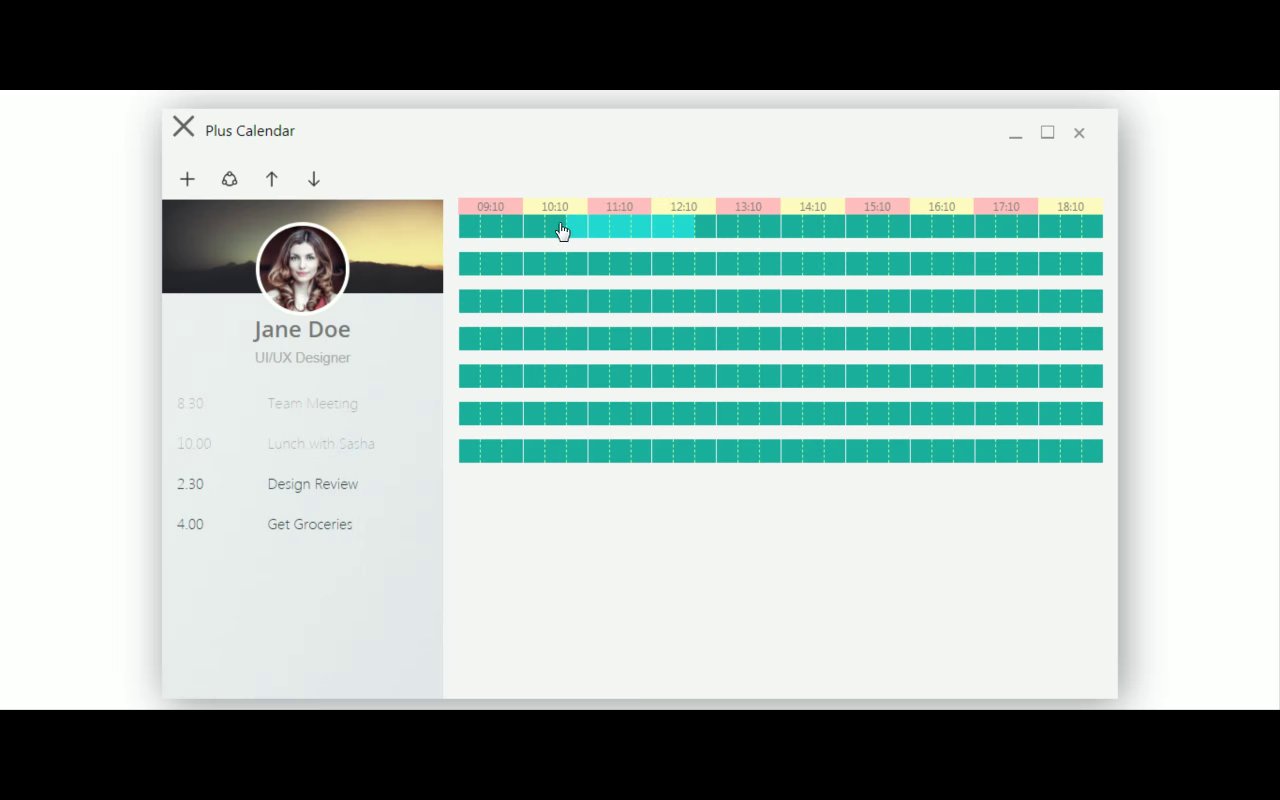 Plus Calendar
09:10 10:10 11:10 12:10 13:10 14:10 15:10 16:10 17:10 18:10
Jane Doe
UI/UX Designer
8.30 Team Meeting
10.00 Lunch with Sasha
2.30 Design Review
4.00 Get Groceries